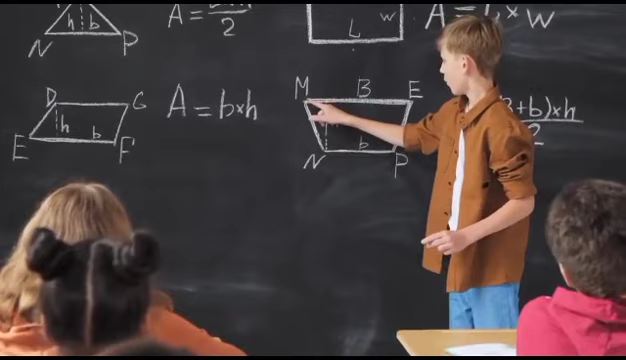 h b
N P
2
L w
A = L × w
D G
h b
E F
A = b×h
M B E
b
N P
B+b)×h
2